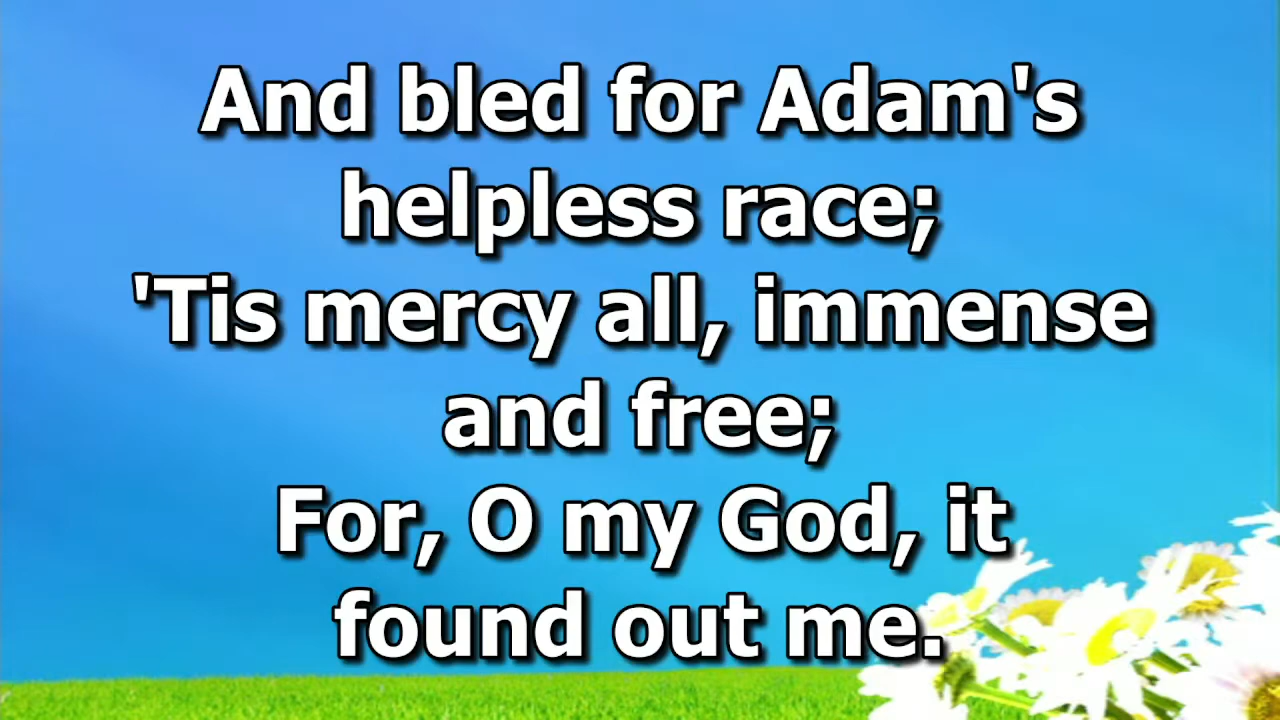 And bled for Adam's
helpless race;
'Tis mercy all, immense
and free;
For, O my God, it
found out me.